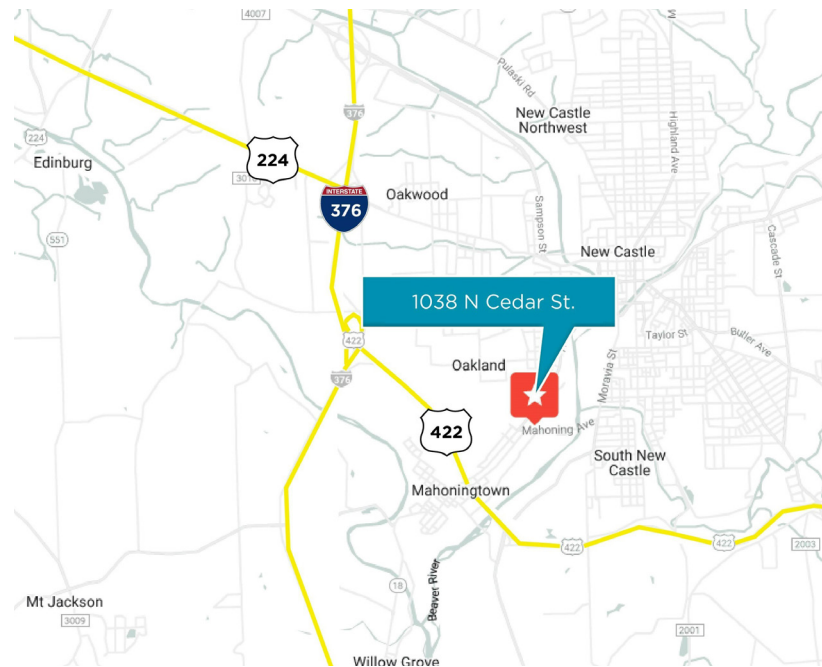 4007
Pulaski Rd
Highland Ave
376
New Castle
Northwest
224
Edinburg
224
3010
INTERSTATE
376
Oakwood
Sampson St
Cascade St
551
New Castle
1038 N Cedar St.
422
Taylor St
Butler Ave
Oakland
376
Moravia St
422
Mahoning Ave
South New
Castle
Mahoningtown
422
422
2003
18
Beaver River
Mt Jackson
3009
2001
Willow Grove